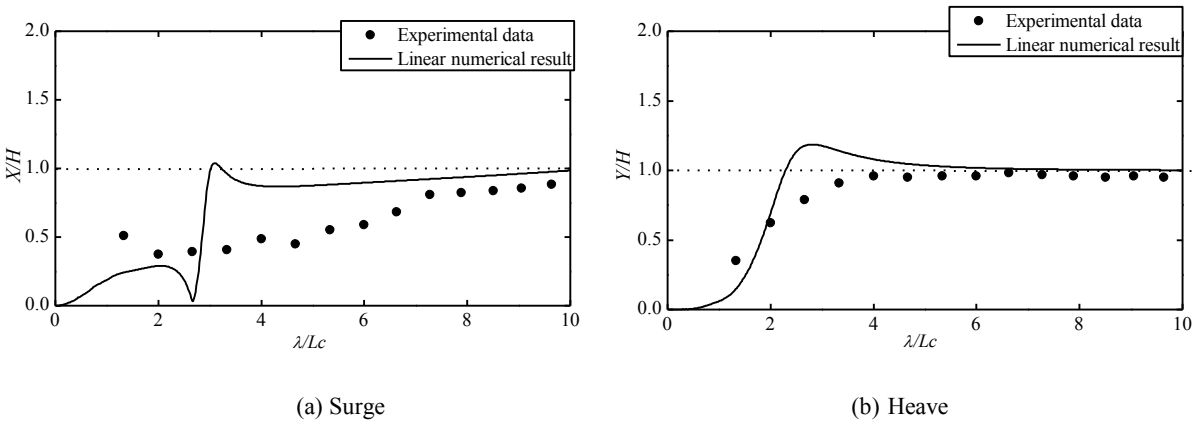 2.0
1.5
1.0
0.5
0.0
X/H
0 2 4 6 8 10
λ/Lc
Experimental data
Linear numerical result
(a) Surge
2.0
1.5
1.0
0.5
0.0
Y/H
0 2 4 6 8 10
λ/Lc
Experimental data
Linear numerical result
(b) Heave